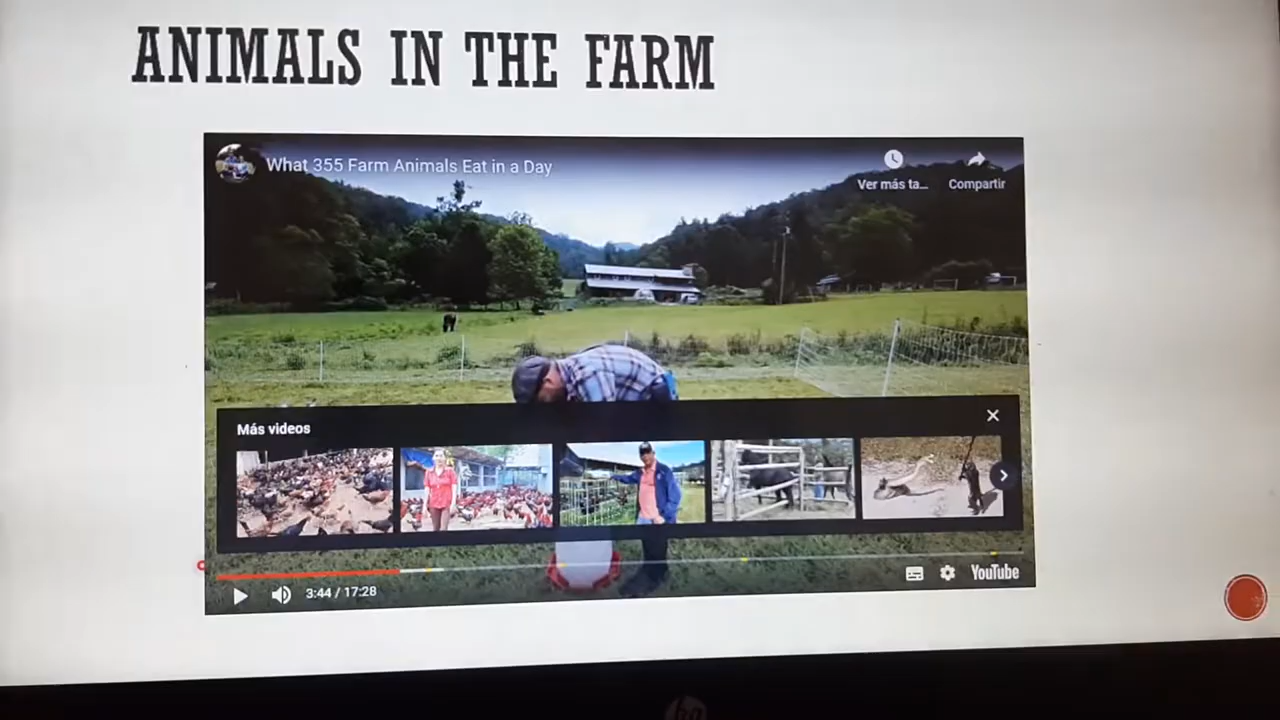 ANIMALS IN THE FARM
What 355 Farm Animals Eat in a Day
Ver más ta...
Compartir
Más videos
3:44 / 17:28
YouTube
hp